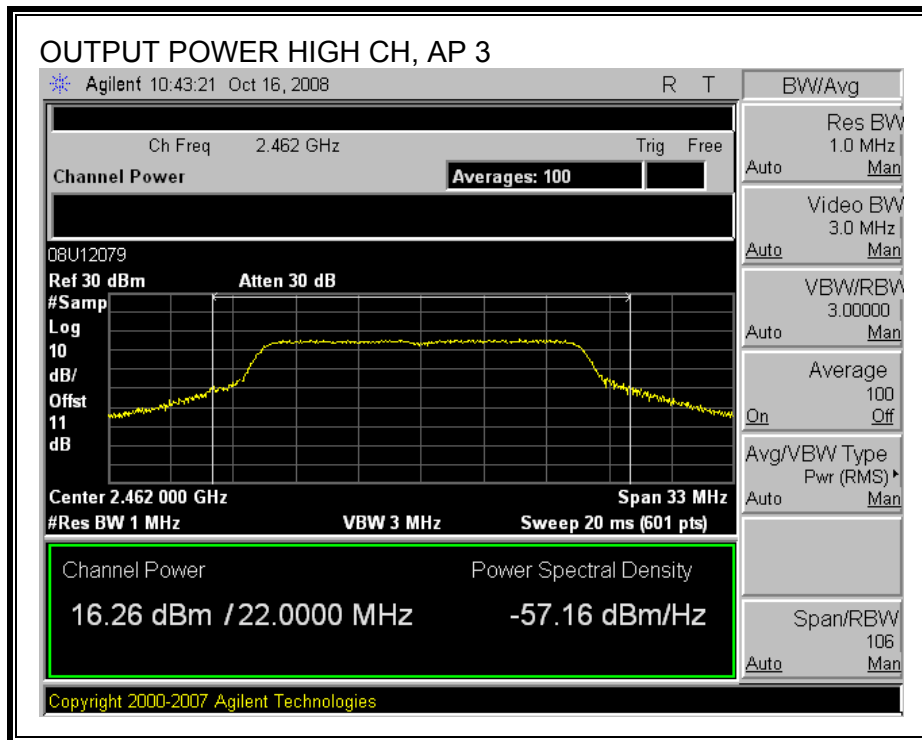 OUTPUT POWER HIGH CH, AP 3
Agilent 10:43:21 Oct 16, 2008 R T
Ch Freq 2.462 GHz Trig Free
Channel Power Averages: 100
08U12079
Ref 30 dBm Atten 30 dB
#Samp
Log
10
dB/
Offst
11
dB
Center 2.462 000 GHz Span 33 MHz
#Res BW 1 MHz VBW 3 MHz Sweep 20 ms (601 pts)
Channel Power Power Spectral Density
16.26 dBm / 22.0000 MHz -57.16 dBm/Hz
Copyright 2000-2007 Agilent Technologies
BW/Avg
Res BW
1.0 MHz
Auto Man
Video BW
3.0 MHz
Auto Man
VBW/RBW
3.00000
Auto Man
Average
100
On Off
Avg/VBW Type
Pwr (RMS)
Auto Man
Span/RBW
106
Auto Man